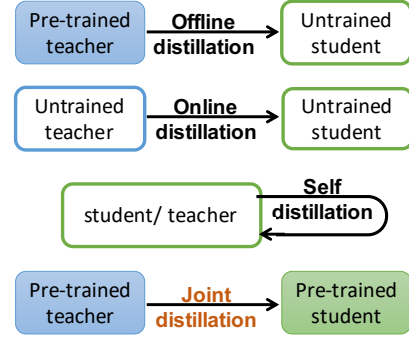 Pre-trained teacher
Offline distillation
Untrained student
Untrained teacher
Online distillation
Untrained student
student/ teacher
Self distillation
Pre-trained teacher
Joint distillation
Pre-trained student